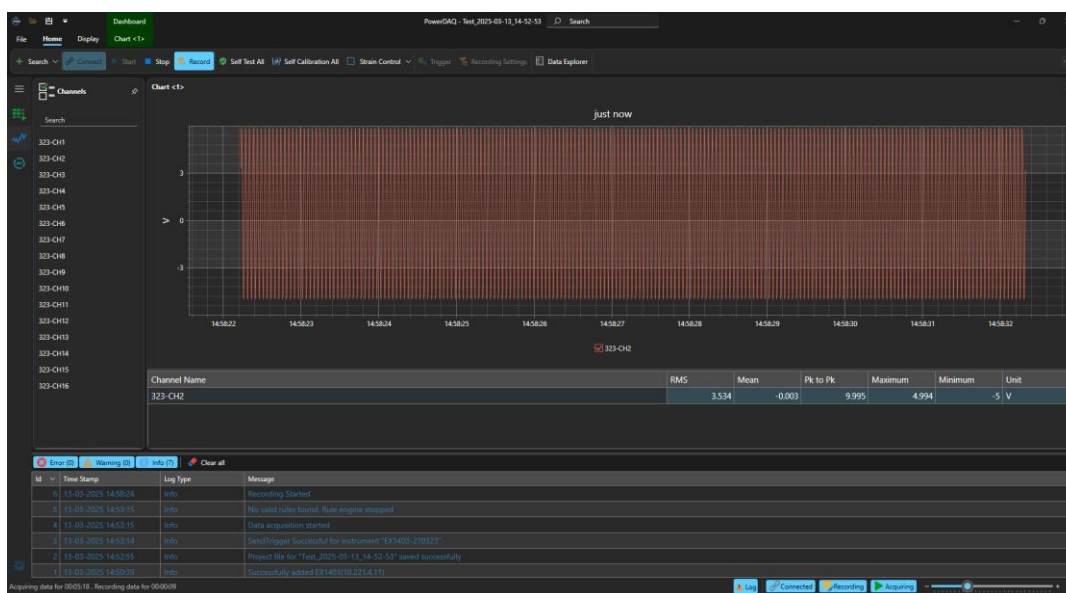 Dashboard
PowerDAQ - Test_2025-03-13_14-52-53 Search
File Home Display Chart <1>
Search Connect Start Stop Record Self Test All Self Calibration All Strain Control Trigger Recording Settings Data Explorer
Channels
Chart <1>
just now
Search
323-CH1
323-CH2
323-CH3
323-CH4
323-CH5
323-CH6
323-CH7
323-CH8
323-CH9
323-CH10
323-CH11
323-CH12
323-CH13
323-CH14
323-CH15
323-CH16
3
V 0
-3
14:58:22 14:58:23 14:58:24 14:58:25 14:58:26 14:58:27 14:58:28 14:58:29 14:58:30 14:58:31 14:58:32
323-CH2
Channel Name RMS Mean Pk to Pk Maximum Minimum Unit
323-CH2 3.534 -0.003 9.995 4.994 -5 V
Error (0) Warning (0) Info (7) Clear all
Id Time Stamp Log Type Message
6 13-03-2025 14:58:24 Info Recording Started
5 13-03-2025 14:53:15 Info No valid rules found. Rule engine stopped
4 13-03-2025 14:53:15 Info Data acquisition started
3 13-03-2025 14:53:14 Info SendTrigger Successful for instrument "EX1403-270323"
2 13-03-2025 14:52:55 Info Project file for "Test_2025-03-13_14-52-53" saved successfully
1 13-03-2025 14:50:39 Info Successfully added EX1403(10.221.4.11)
Acquiring data for 00:05:18 . Recording data for 00:00:09 Log Connected Recording Acquiring